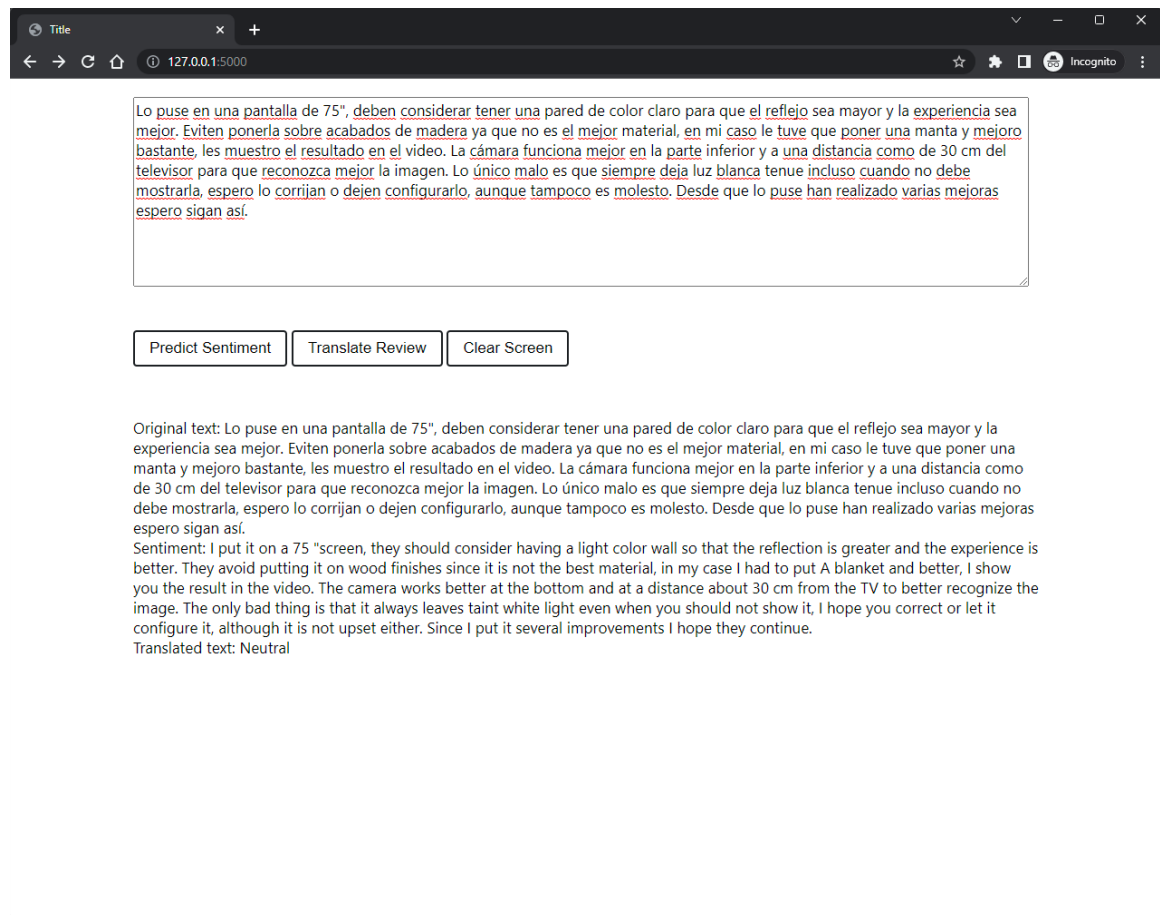 Title
127.0.0.1:5000
Incognito
Lo puse en una pantalla de 75", deben considerar tener una pared de color claro para que el reflejo sea mayor y la experiencia sea
mejor. Eviten ponerla sobre acabados de madera ya que no es el mejor material, en mi caso le tuve que poner una manta y mejoro
bastante, les muestro el resultado en el video. La cámara funciona mejor en la parte inferior y a una distancia como de 30 cm del
televisor para que reconozca mejor la imagen. Lo único malo es que siempre deja luz blanca tenue incluso cuando no debe
mostrarla, espero lo corrijan o dejen configurarlo, aunque tampoco es molesto. Desde que lo puse han realizado varias mejoras
espero sigan así.
Predict Sentiment Translate Review Clear Screen
Original text: Lo puse en una pantalla de 75", deben considerar tener una pared de color claro para que el reflejo sea mayor y la
experiencia sea mejor. Eviten ponerla sobre acabados de madera ya que no es el mejor material, en mi caso le tuve que poner una
manta y mejoro bastante, les muestro el resultado en el video. La cámara funciona mejor en la parte inferior y a una distancia como
de 30 cm del televisor para que reconozca mejor la imagen. Lo único malo es que siempre deja luz blanca tenue incluso cuando no
debe mostrarla, espero lo corrijan o dejen configurarlo, aunque tampoco es molesto. Desde que lo puse han realizado varias mejoras
espero sigan así.
Sentiment: I put it on a 75 "screen, they should consider having a light color wall so that the reflection is greater and the experience is
better. They avoid putting it on wood finishes since it is not the best material, in my case I had to put A blanket and better, I show
you the result in the video. The camera works better at the bottom and at a distance about 30 cm from the TV to better recognize the
image. The only bad thing is that it always leaves taint white light even when you should not show it, I hope you correct or let it
configure it, although it is not upset either. Since I put it several improvements I hope they continue.
Translated text: Neutral